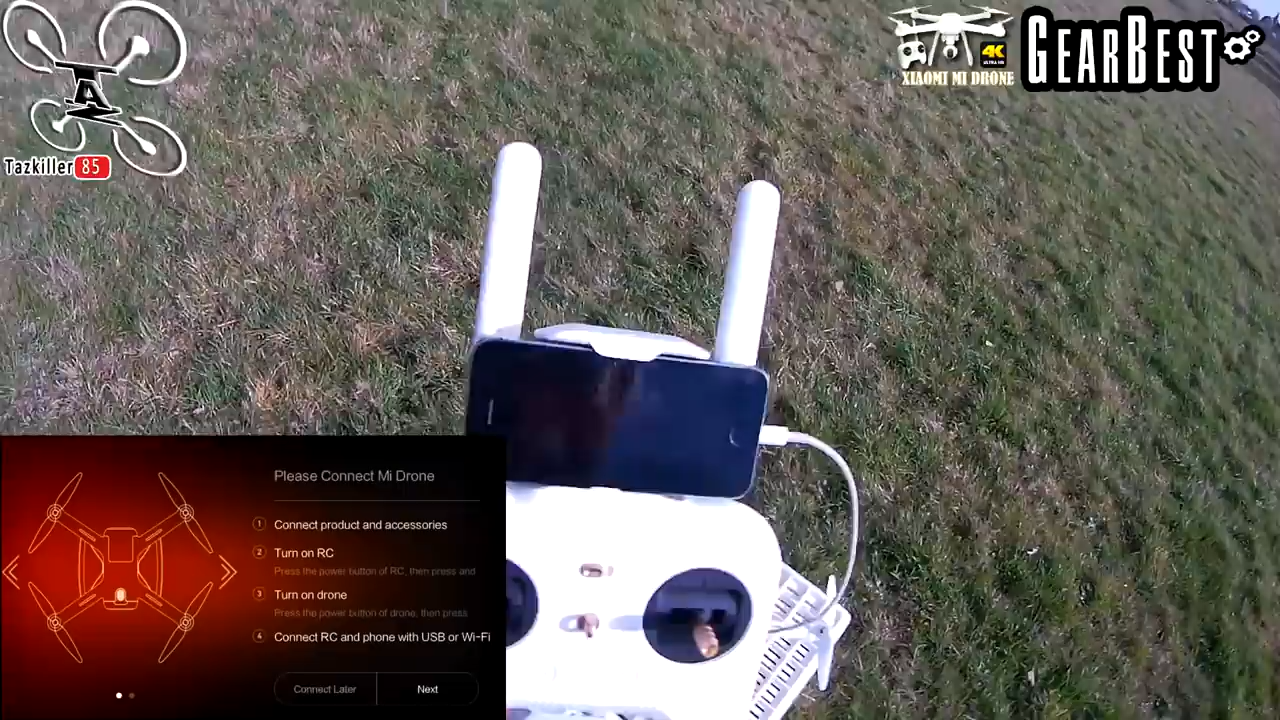 A
Tazkiller 85
4K
ULTRA HD
XIAOMI MI DRONE
GEARBEST
Please Connect Mi Drone
1 Connect product and accessories
2 Turn on RC
Press the power button of RC, then press and
3 Turn on drone
Press the power button of drone, then press
4 Connect RC and phone with USB or Wi-Fi
Connect Later
Next